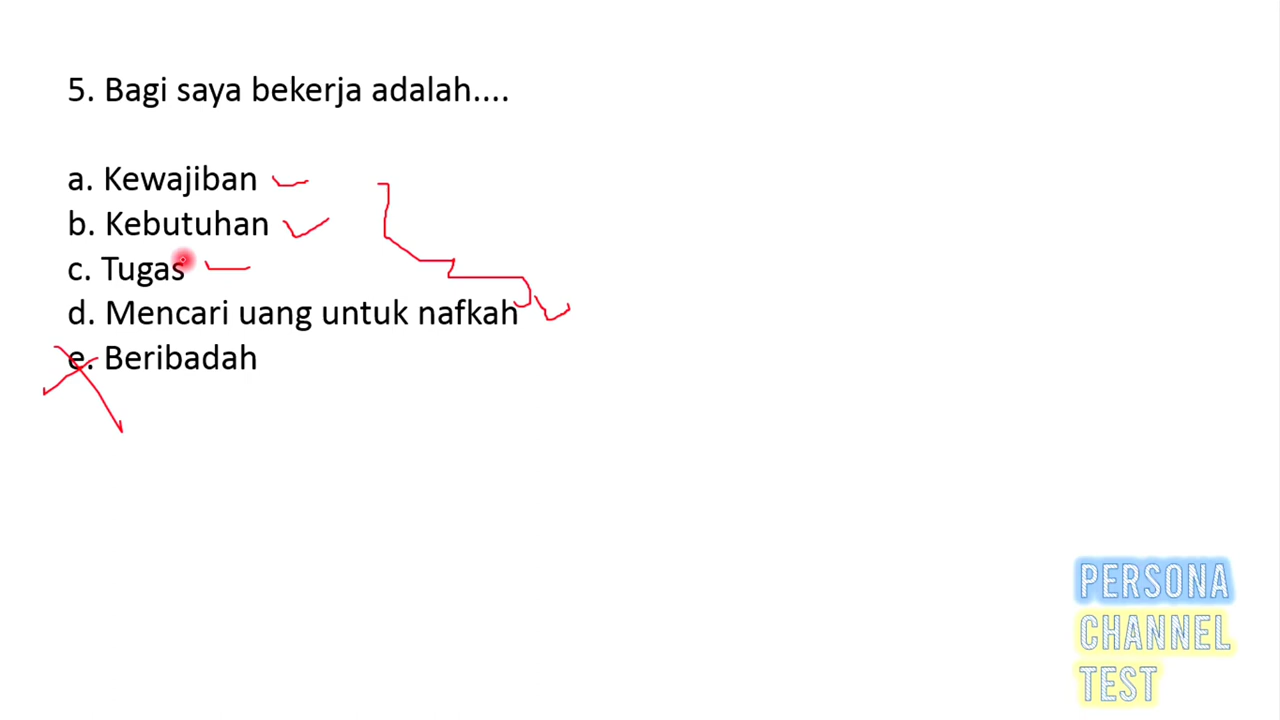 5. Bagi saya bekerja adalah....
a. Kewajiban
b. Kebutuhan
c. Tugas
d. Mencari uang untuk nafkah
e. Beribadah
PERSONA
CHANNEL
TEST